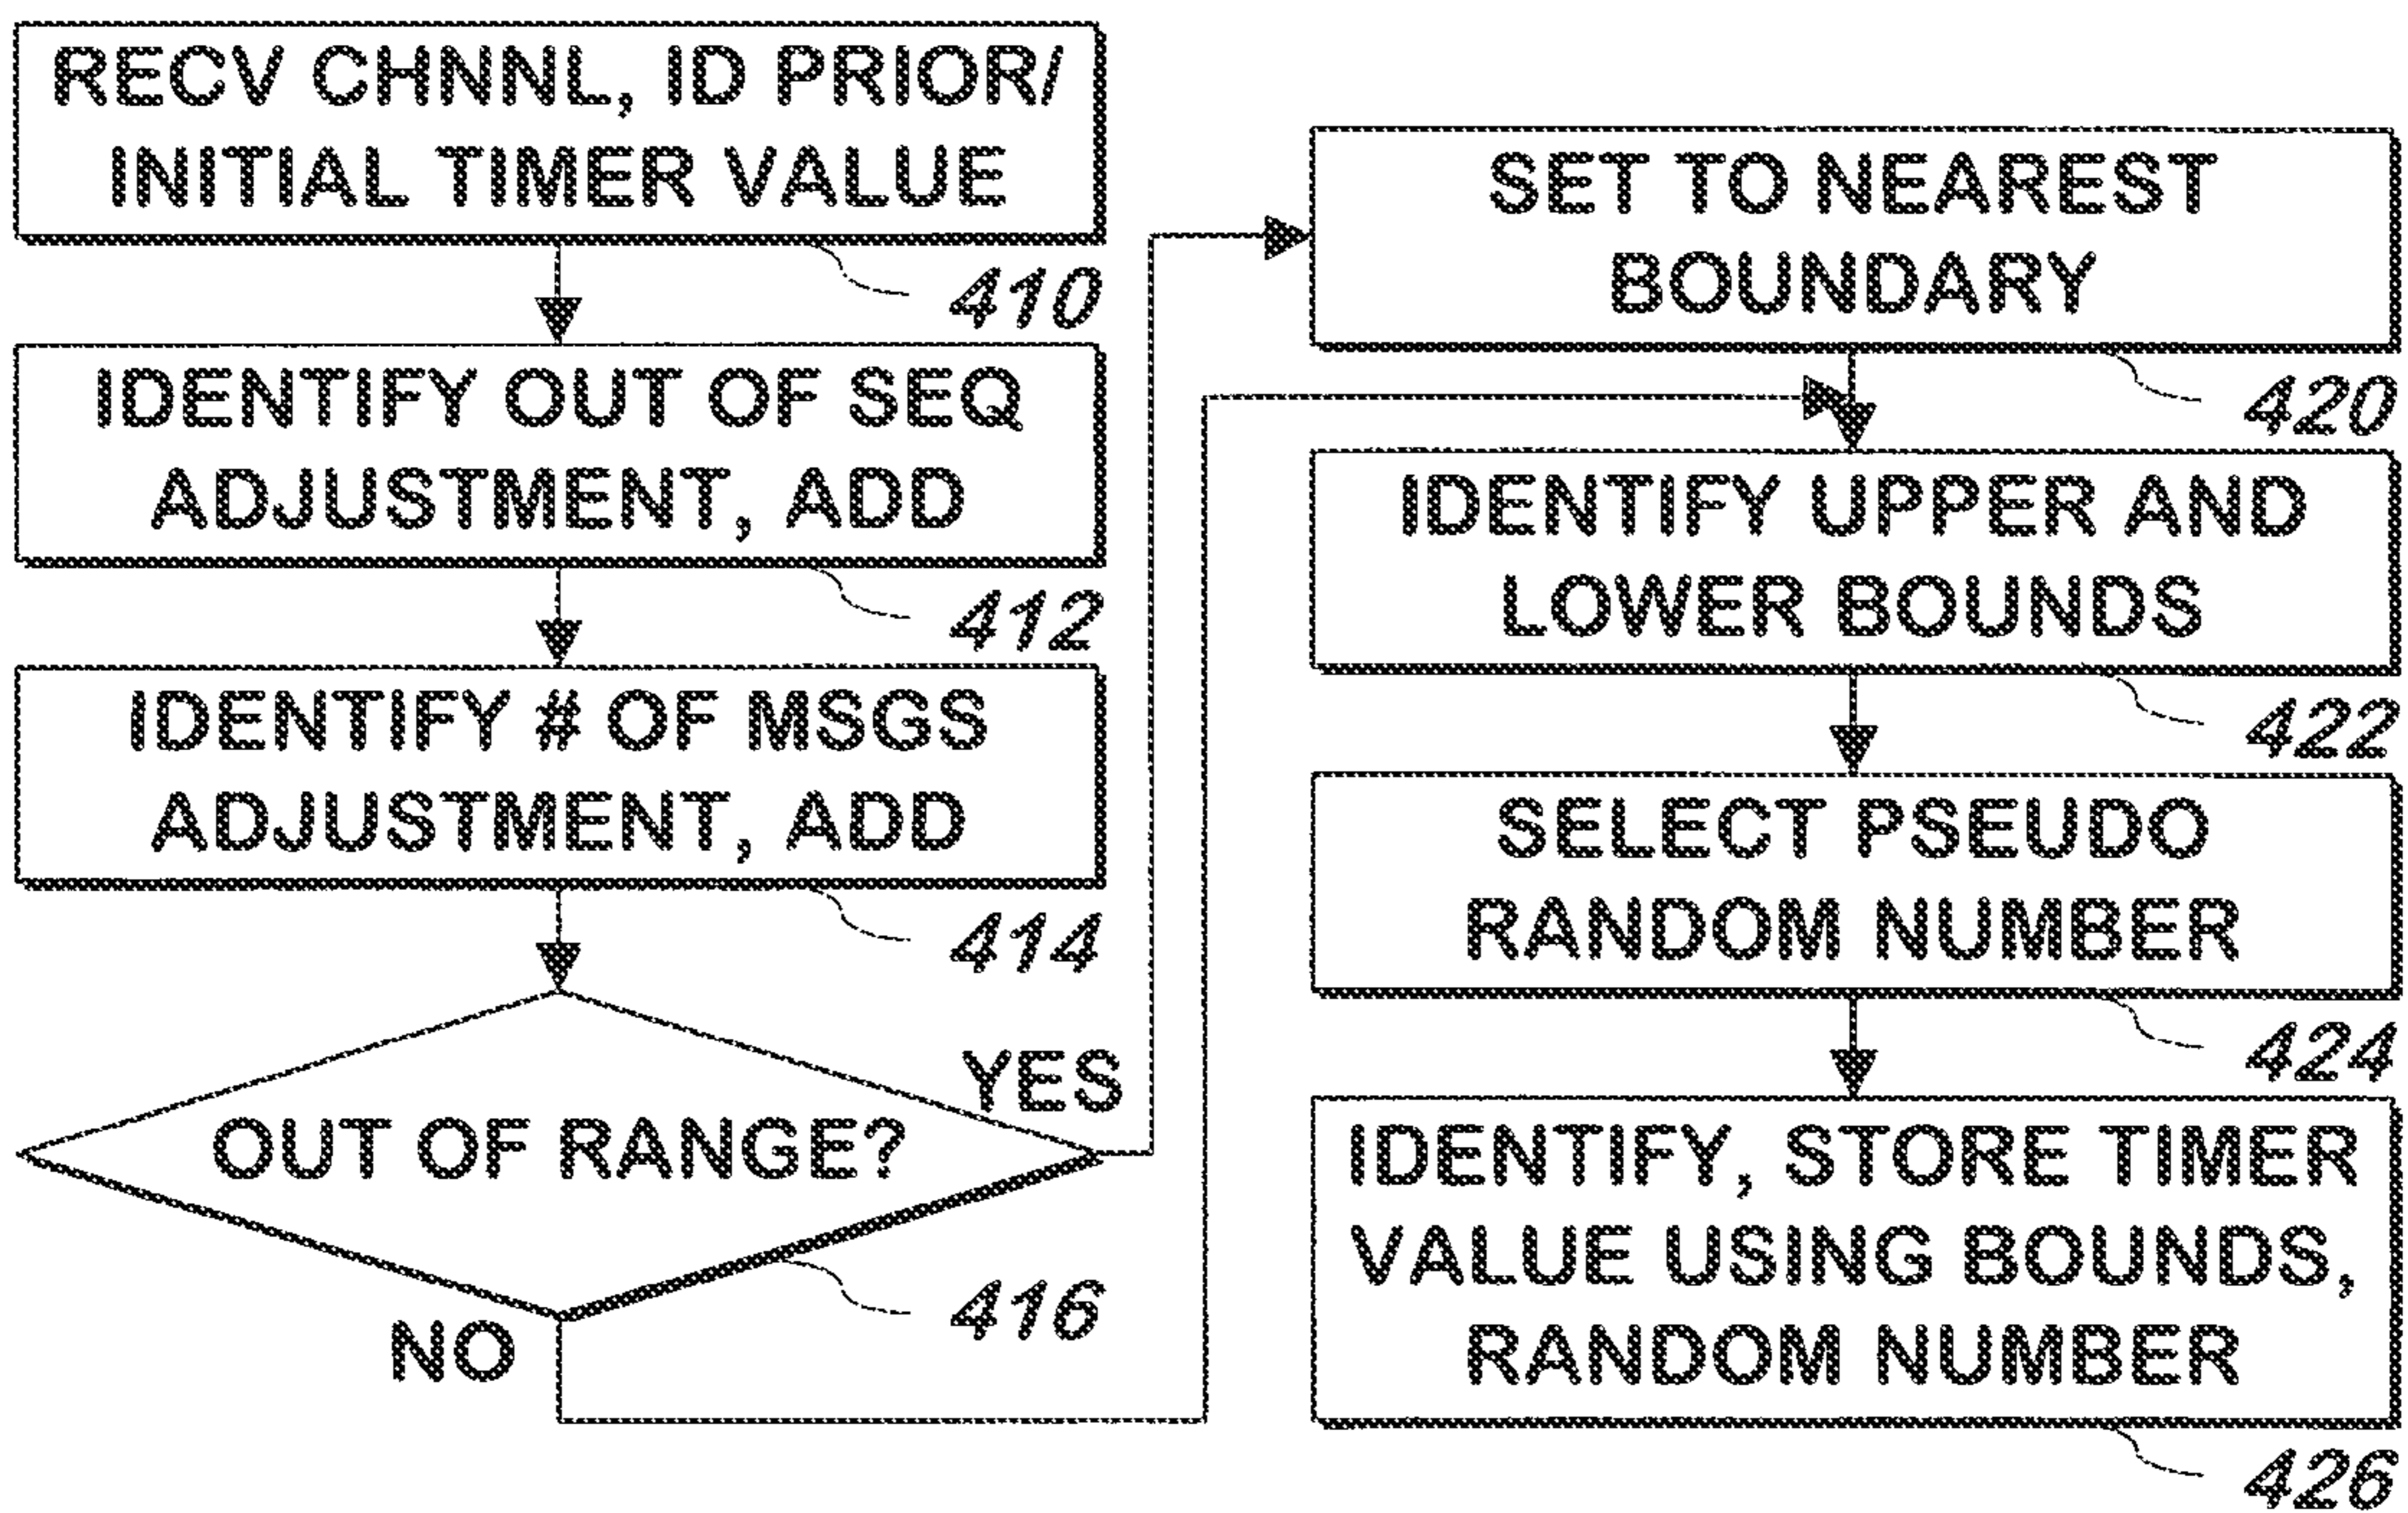 RECV CHNNL, ID PRIOR/
INITIAL TIMER VALUE
410
IDENTIFY OUT OF SEQ
ADJUSTMENT, ADD
412
IDENTIFY # OF MSGS
ADJUSTMENT, ADD
414
OUT OF RANGE?
YES
NO
416
SET TO NEAREST
BOUNDARY
420
IDENTIFY UPPER AND
LOWER BOUNDS
422
SELECT PSEUDO
RANDOM NUMBER
424
IDENTIFY, STORE TIMER
VALUE USING BOUNDS,
RANDOM NUMBER
426